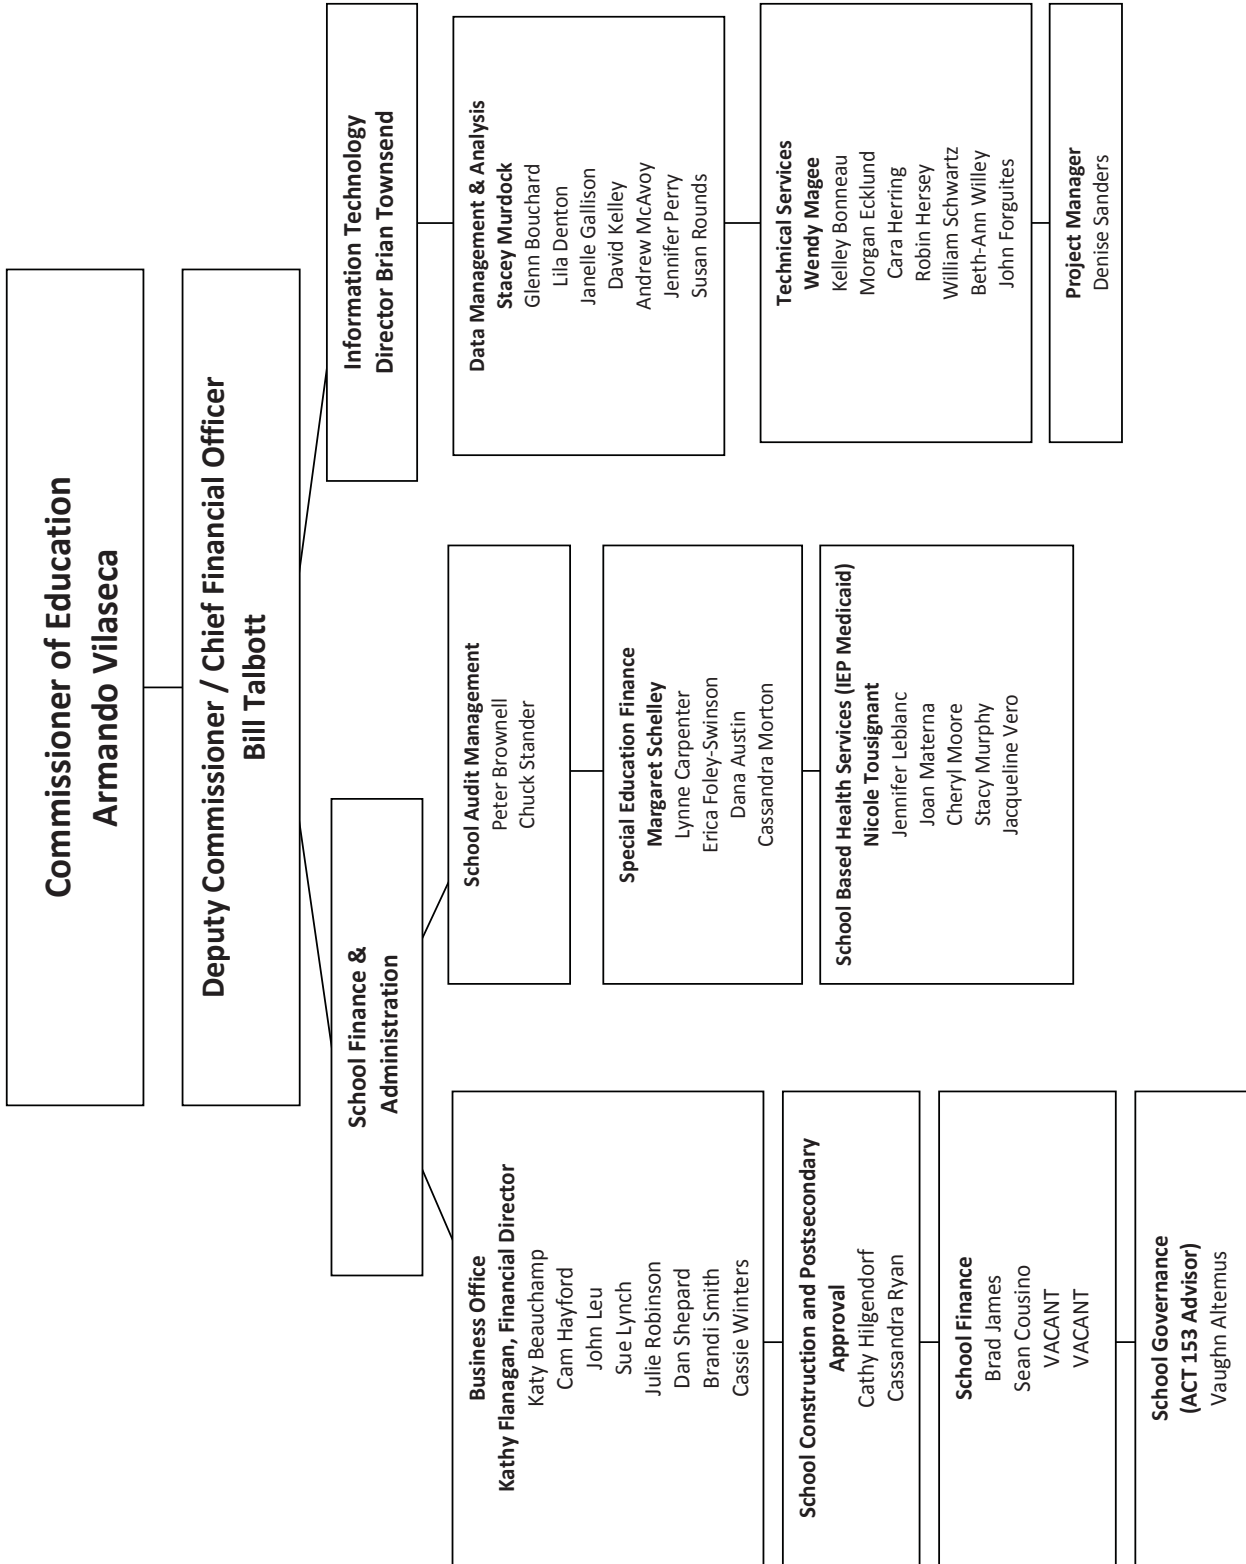 Commissioner of Education
Armando Vilaseca
Deputy Commissioner / Chief Financial Officer
Bill Talbott
School Finance &
Administration
Information Technology
Director Brian Townsend
Business Office
Kathy Flanagan, Financial Director
Katy Beauchamp
Cam Hayford
John Leu
Sue Lynch
Julie Robinson
Dan Shepard
Brandi Smith
Cassie Winters
School Construction and Postsecondary
Approval
Cathy Hilgendorf
Cassandra Ryan
School Finance
Brad James
Sean Cousino
VACANT
VACANT
School Governance
(ACT 153 Advisor)
Vaughn Altemus
School Audit Management
Peter Brownell
Chuck Stander
Special Education Finance
Margaret Schelley
Lynne Carpenter
Erica Foley-Swinson
Dana Austin
Cassandra Morton
School Based Health Services (IEP Medicaid)
Nicole Tousignant
Jennifer Leblanc
Joan Materna
Cheryl Moore
Stacy Murphy
Jacqueline Vero
Data Management & Analysis
Stacey Murdock
Glenn Bouchard
Lila Denton
Janelle Gallison
David Kelley
Andrew McAvoy
Jennifer Perry
Susan Rounds
Technical Services
Wendy Magee
Kelley Bonneau
Morgan Ecklund
Cara Herring
Robin Hersey
William Schwartz
Beth-Ann Willey
John Forguites
Project Manager
Denise Sanders